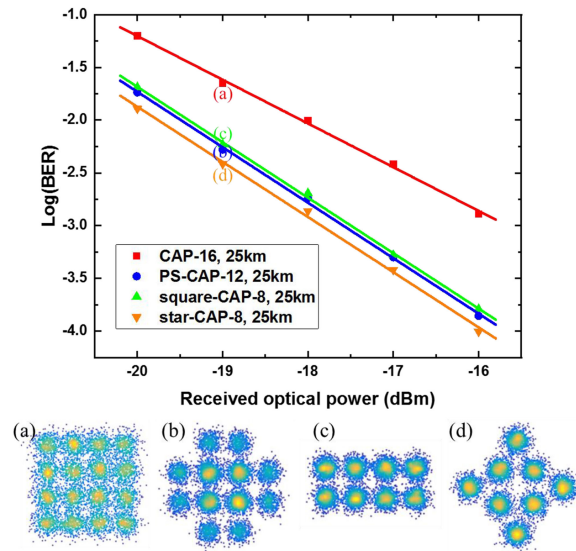 -1.0
-1.5
-2.0
-2.5
-3.0
-3.5
-4.0
Log(BER)
(a)
(c)
(b)
(d)
CAP-16, 25km
PS-CAP-12, 25km
square-CAP-8, 25km
star-CAP-8, 25km
-20 -19 -18 -17 -16
Received optical power (dBm)
(a) (b) (c) (d)